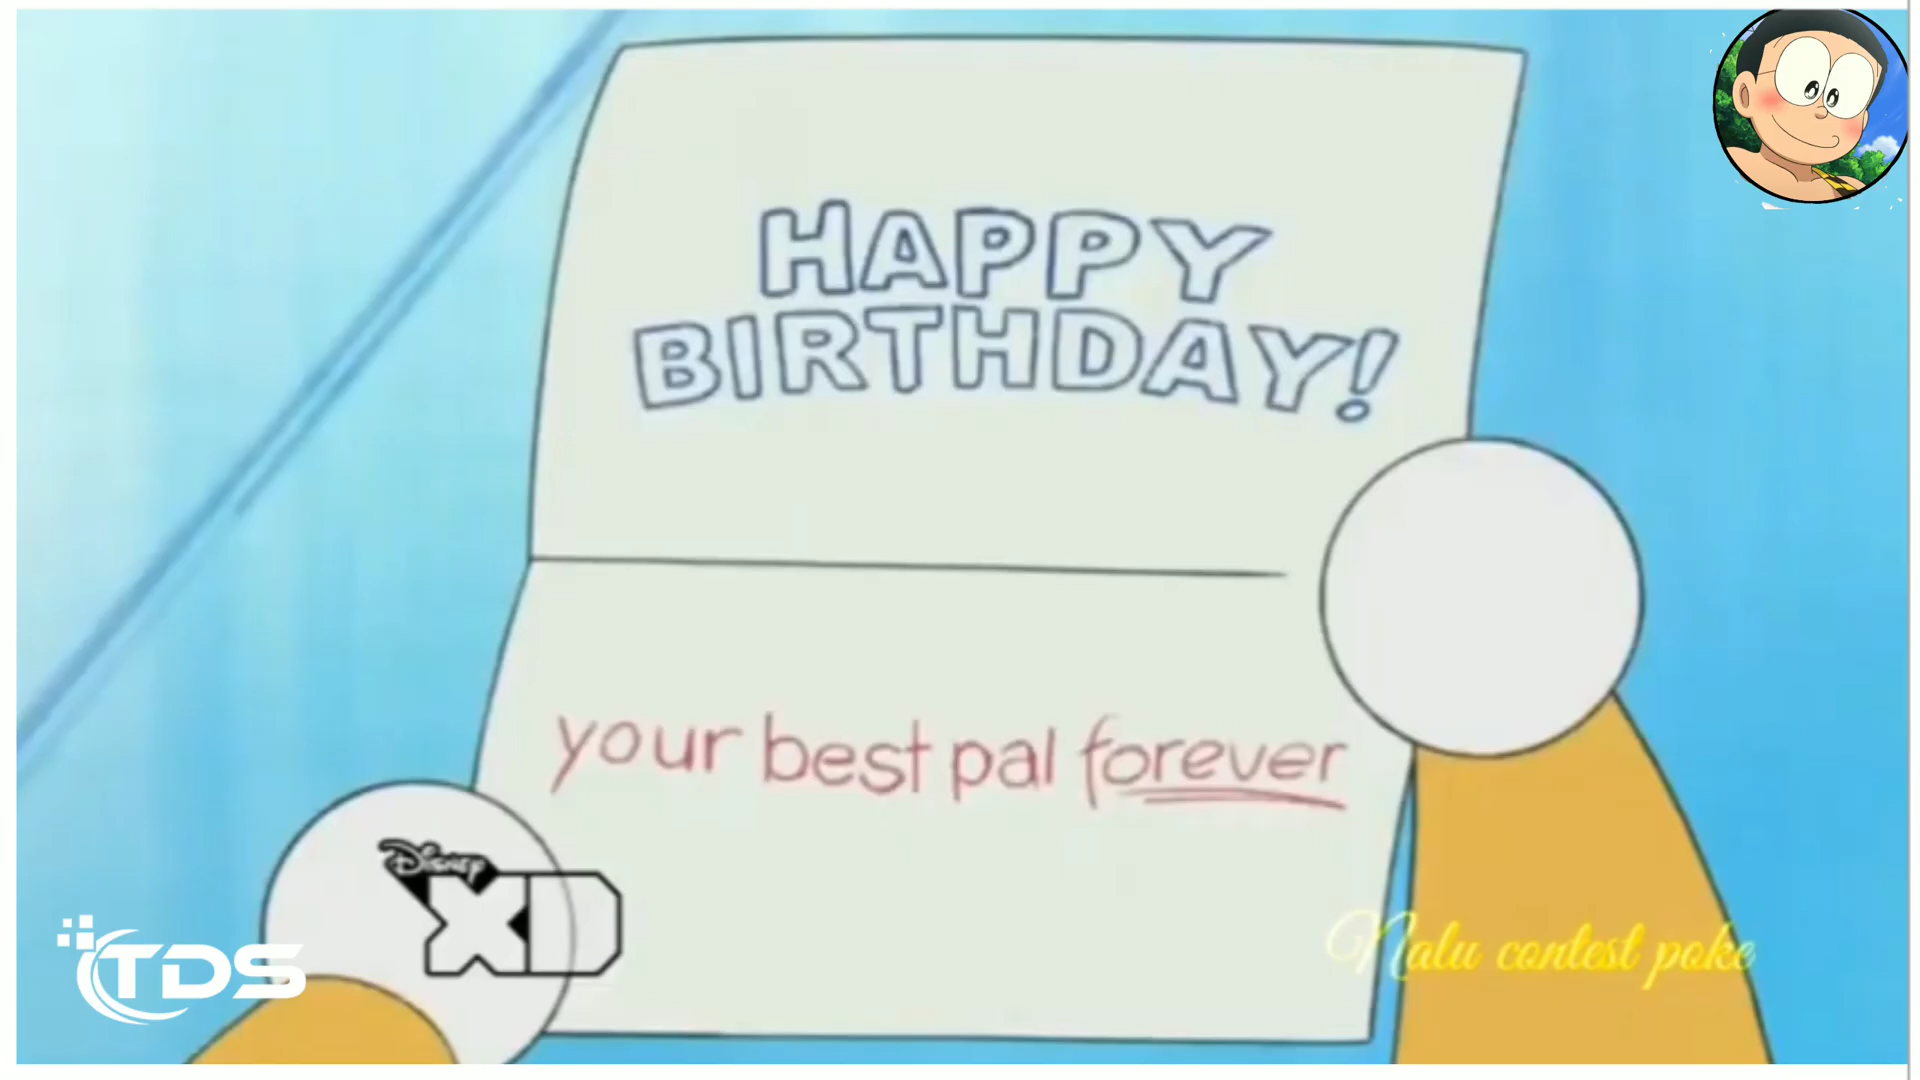 HAPPY
BIRTHDAY!
your best pal forever
Disney
XD
TDS
Nalu contest poke